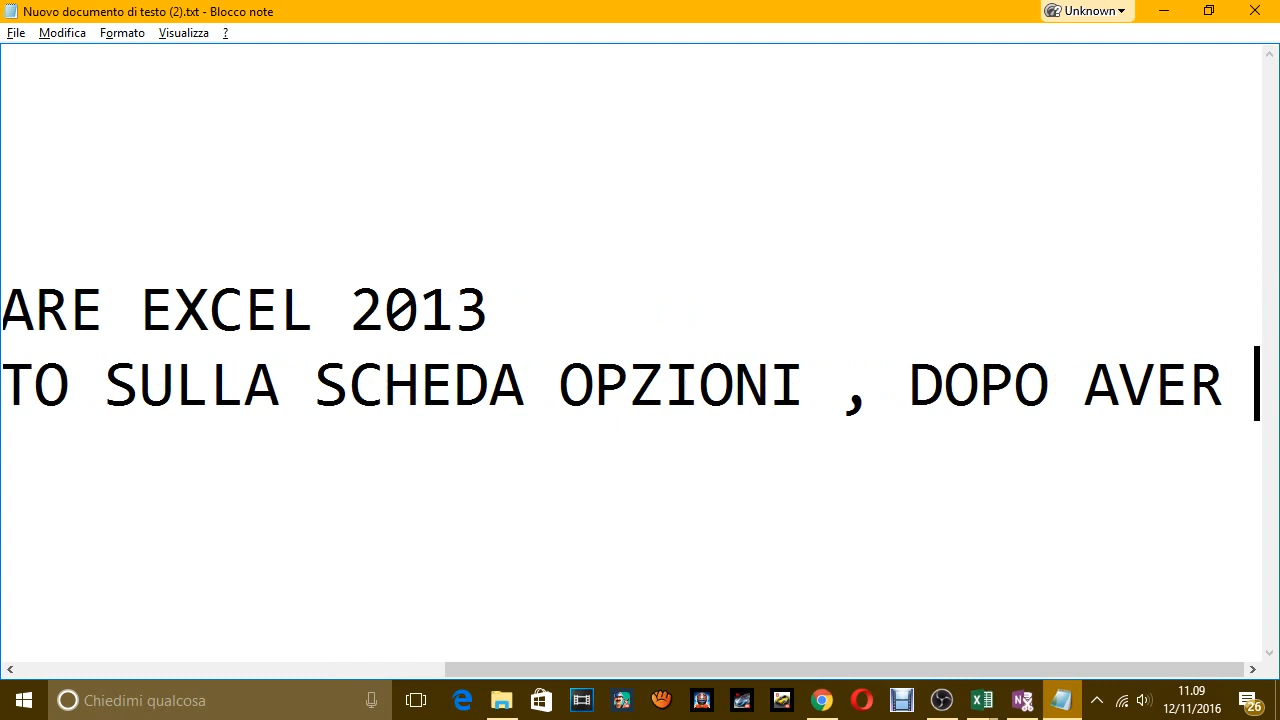 Nuovo documento di testo (2).txt - Blocco note
Unknown
File Modifica Formato Visualizza ?
ARE EXCEL 2013
TO SULLA SCHEDA OPZIONI , DOPO AVER
Chiedimi qualcosa
11.09
12/11/2016
26